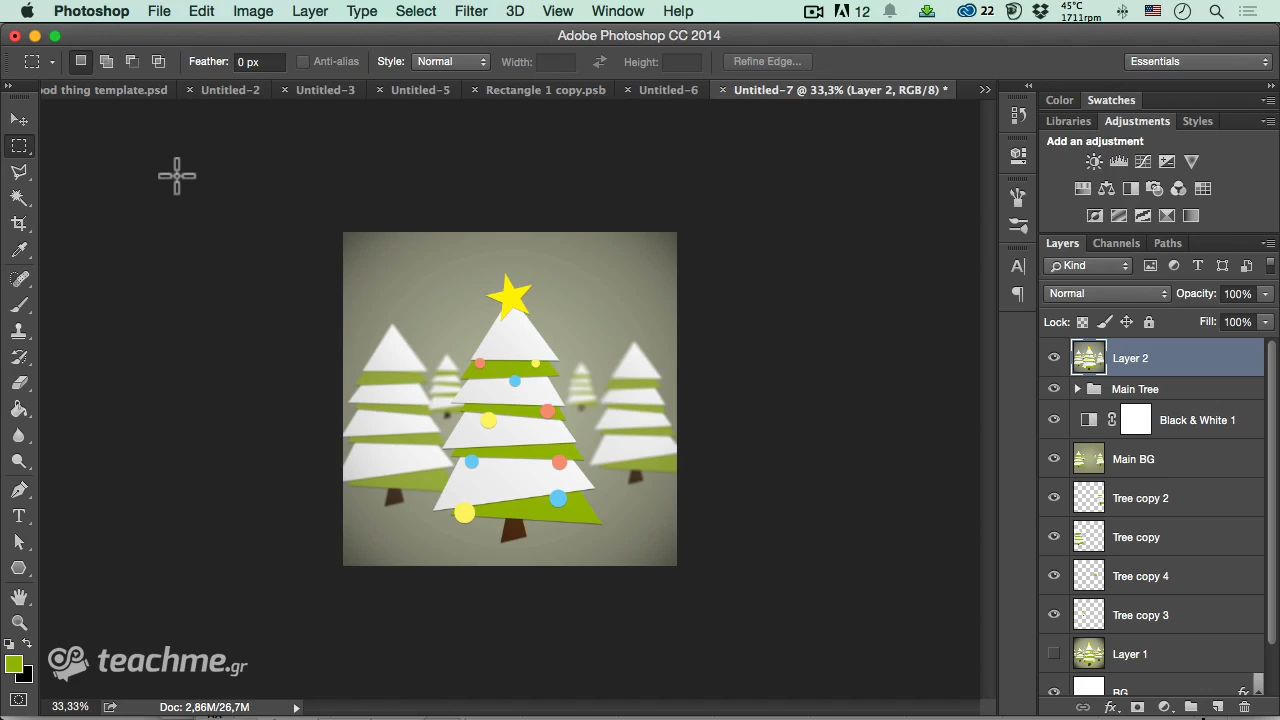 Photoshop File Edit Image Layer Type Select Filter 3D View Window Help 12 22 45°C 1711rpm
Adobe Photoshop CC 2014
Feather: 0 px Anti-alias Style: Normal Width: Height: Refine Edge... Essentials
ood thing template.psd × Untitled-2 × Untitled-3 × Untitled-5 × Rectangle 1 copy.psb × Untitled-6 × Untitled-7 @ 33,3% (Layer 2, RGB/8) *
Color Swatches
Libraries Adjustments Styles
Add an adjustment
Layers Channels Paths
Kind
Normal Opacity: 100%
Lock: Fill: 100%
Layer 2
Main Tree
Black & White 1
Main BG
Tree copy 2
Tree copy
Tree copy 4
Tree copy 3
Layer 1
BG fx
teachme.gr
33,33% Doc: 2,86M/26,7M
fx